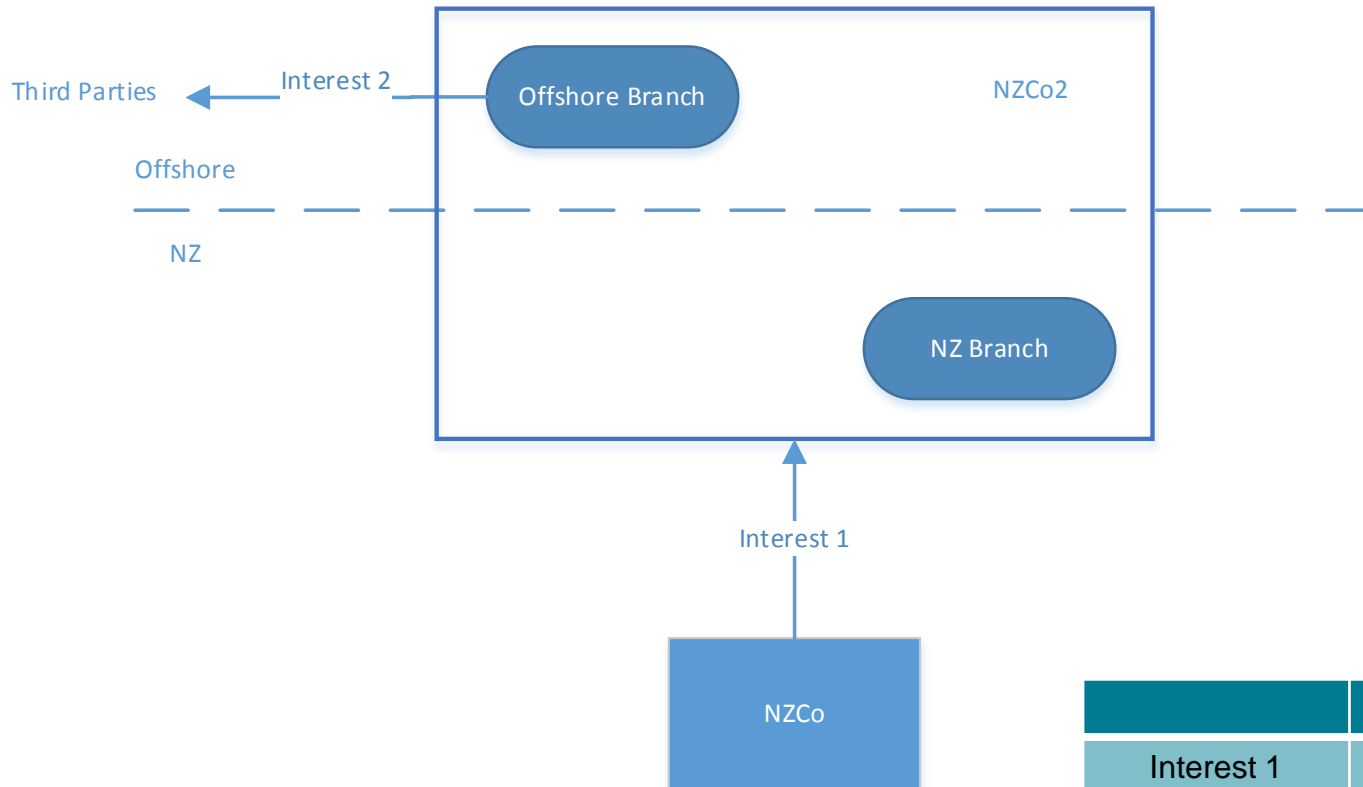 Third Parties
Interest 2
Offshore Branch
NZCo2
Offshore
NZ
NZ Branch
Interest 1
NZCo
Interest 1